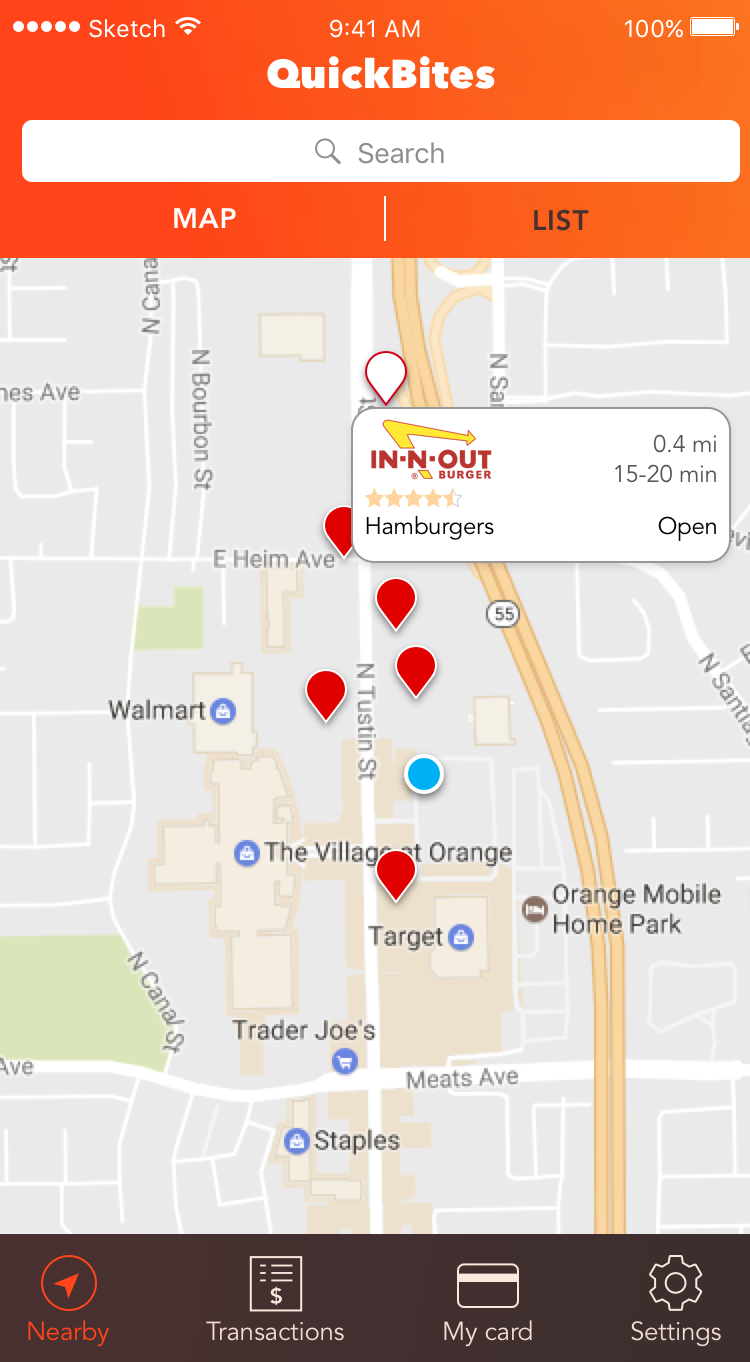 Sketch 9:41 AM 100%
QuickBites
Search
MAP LIST
N Cana
N Bourbon St
nes Ave
N Sa
IN-N-OUT
BURGER
®
0.4 mi
15-20 min
Hamburgers Open
E Heim Ave
55
N Tustin St
N Santia
Walmart
The Village at Orange
Orange Mobile
Home Park
Target
N Canal St
Trader Joe's
Ave
Meats Ave
Staples
$
Nearby Transactions My card Settings